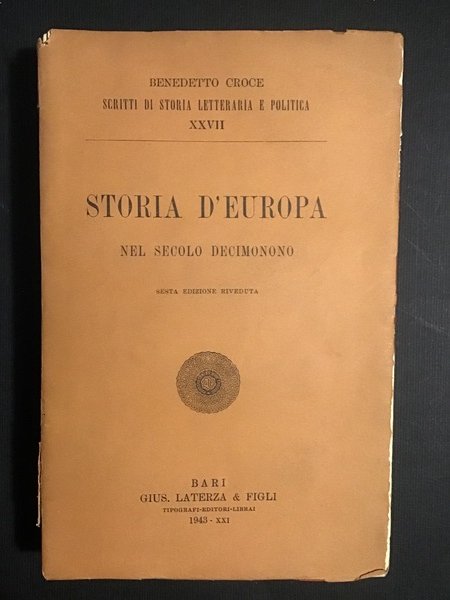 BENEDETTO CROCE
SCRITTI DI STORIA LETTERARIA E POLITICA
XXVII
STORIA D'EUROPA
NEL SECOLO DECIMONONO
SESTA EDIZIONE RIVEDUTA
BARI
GIUS. LATERZA & FIGLI
TIPOGRAFI-EDITORI-LIBRAI
1943 - XXI